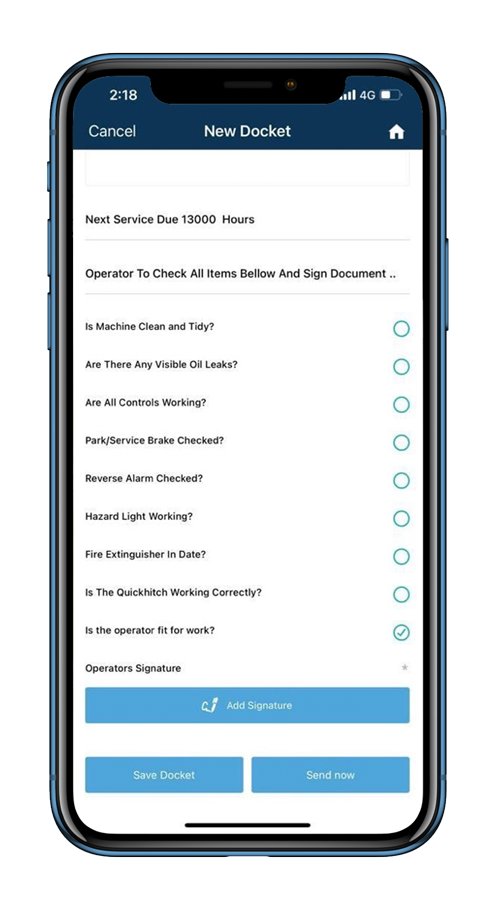 2:18 4G
Cancel New Docket
Next Service Due 13000 Hours
Operator To Check All Items Bellow And Sign Document ..
Is Machine Clean and Tidy?
Are There Any Visible Oil Leaks?
Are All Controls Working?
Park/Service Brake Checked?
Reverse Alarm Checked?
Hazard Light Working?
Fire Extinguisher In Date?
Is The Quickhitch Working Correctly?
Is the operator fit for work?
Operators Signature *
Add Signature
Save Docket Send now